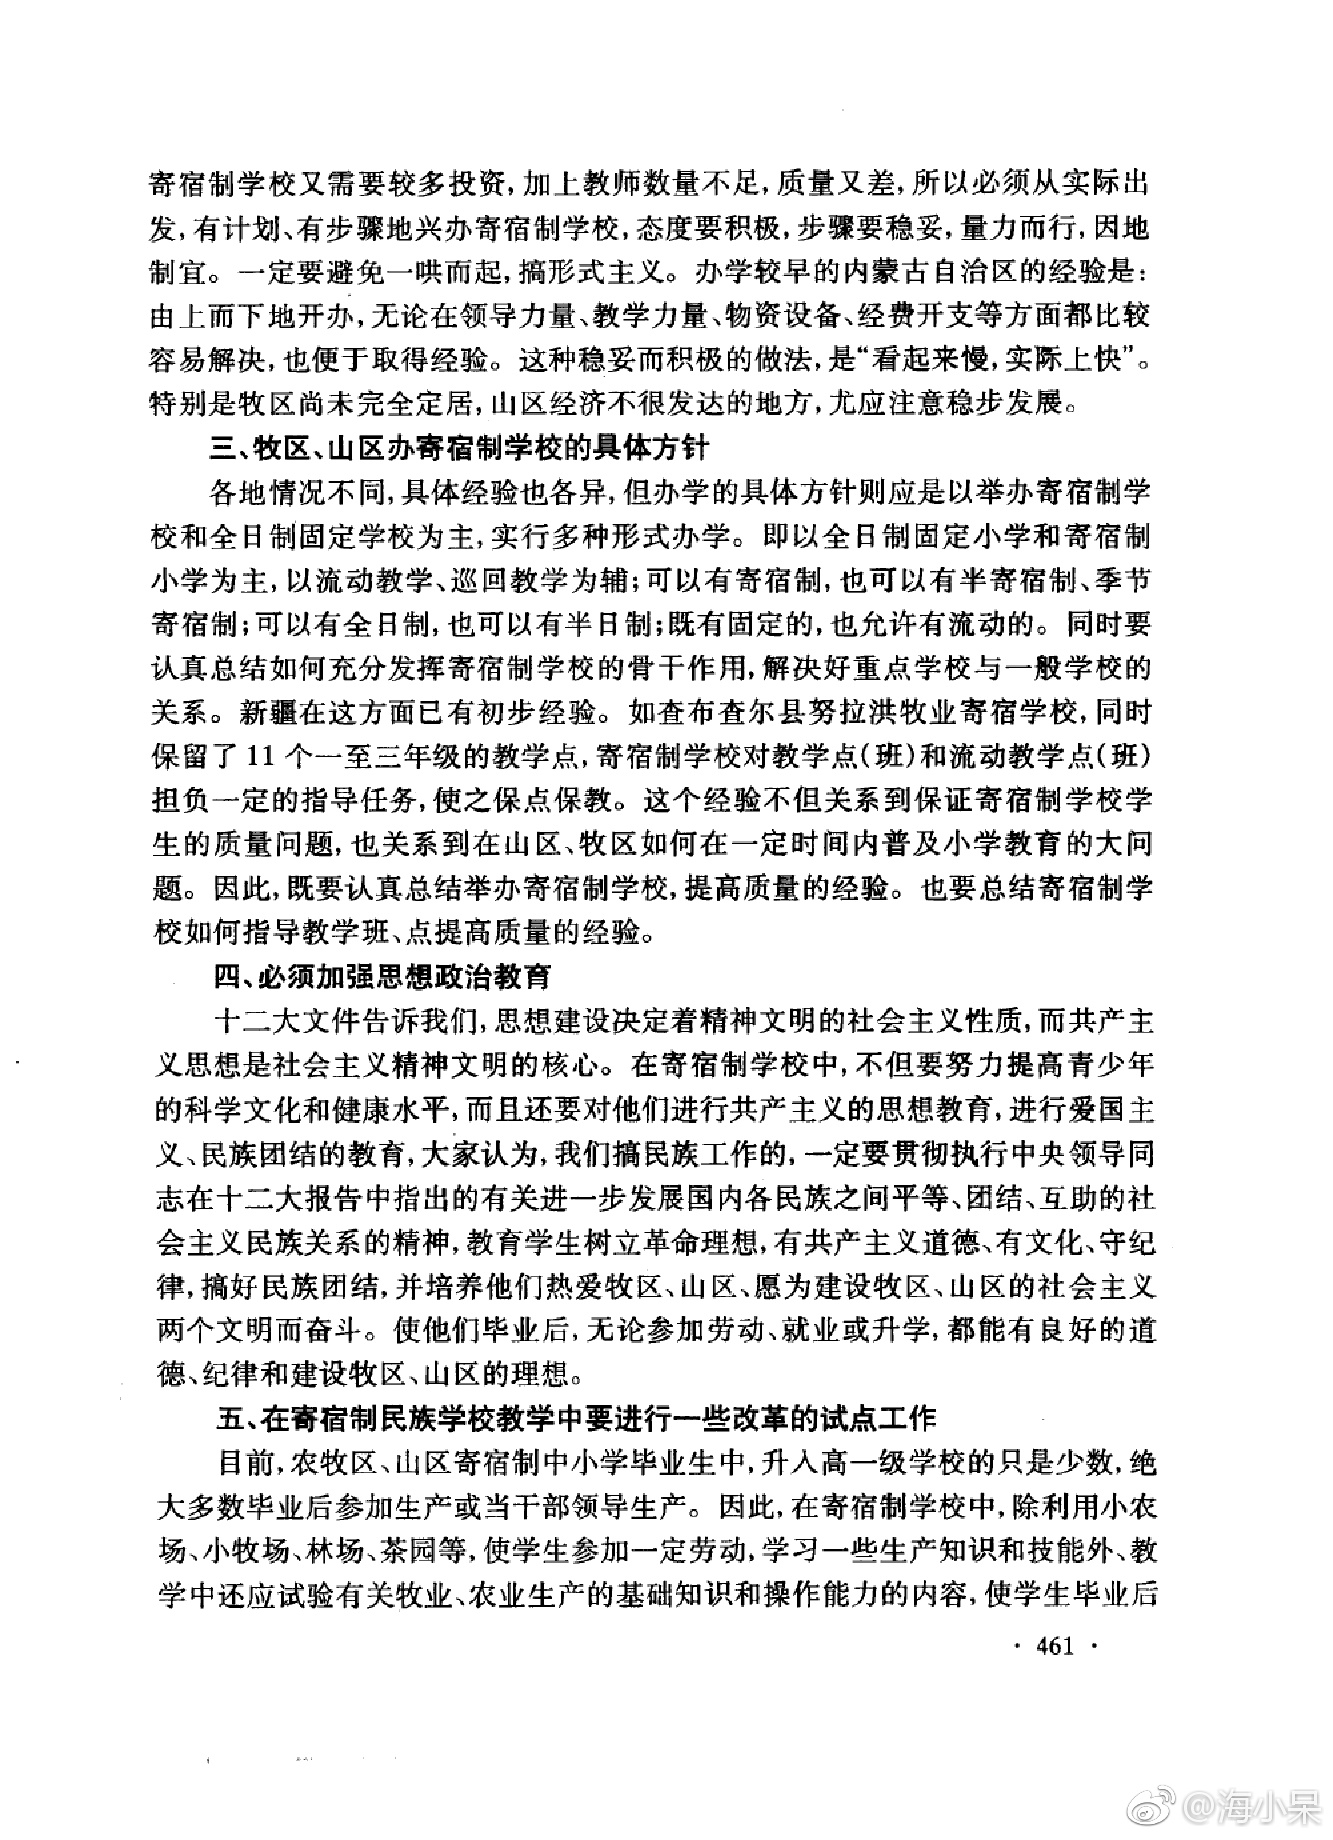 寄宿制学校又需要较多投资,加上教师数量不足,质量又差,所以必须从实际出
发,有计划、有步骤地兴办寄宿制学校,态度要积极,步骤要稳妥,量力而行,因地
制宜。一定要避免一哄而起,搞形式主义。办学较早的内蒙古自治区的经验是:
由上而下地开办,无论在领导力量、教学力量、物资设备、经费开支等方面都比较
容易解决,也便于取得经验。这种稳妥而积极的做法,是“看起来慢,实际上快”。
特别是牧区尚未完全定居,山区经济不很发达的地方,尤应注意稳步发展。
三、牧区、山区办寄宿制学校的具体方针
各地情况不同,具体经验也各异,但办学的具体方针则应是以举办寄宿制学
校和全日制固定学校为主,实行多种形式办学。即以全日制固定小学和寄宿制
小学为主,以流动教学、巡回教学为辅;可以有寄宿制,也可以有半寄宿制、季节
寄宿制;可以有全日制,也可以有半日制;既有固定的,也允许有流动的。同时要
认真总结如何充分发挥寄宿制学校的骨干作用,解决好重点学校与一般学校的
关系。新疆在这方面已有初步经验。如查布查尔县努拉洪牧业寄宿学校,同时
保留了11个一至三年级的教学点,寄宿制学校对教学点(班)和流动教学点(班)
担负一定的指导任务,使之保点保教。这个经验不但关系到保证寄宿制学校学
生的质量问题,也关系到在山区、牧区如何在一定时间内普及小学教育的大问
题。因此,既要认真总结举办寄宿制学校,提高质量的经验。也要总结寄宿制学
校如何指导教学班、点提高质量的经验。
四、必须加强思想政治教育
十二大文件告诉我们,思想建设决定着精神文明的社会主义性质,而共产主
义思想是社会主义精神文明的核心。在寄宿制学校中,不但要努力提高青少年
的科学文化和健康水平,而且还要对他们进行共产主义的思想教育,进行爱国主
义、民族团结的教育,大家认为,我们搞民族工作的,一定要贯彻执行中央领导同
志在十二大报告中指出的有关进一步发展国内各民族之间平等、团结、互助的社
会主义民族关系的精神,教育学生树立革命理想,有共产主义道德、有文化、守纪
律,搞好民族团结,并培养他们热爱牧区、山区、愿为建设牧区、山区的社会主义
两个文明而奋斗。使他们毕业后,无论参加劳动、就业或升学,都能有良好的道
德、纪律和建设牧区、山区的理想。
五、在寄宿制民族学校教学中要进行一些改革的试点工作
目前,农牧区、山区寄宿制中小学毕业生中,升入高一级学校的只是少数,绝
大多数毕业后参加生产或当干部领导生产。因此,在寄宿制学校中,除利用小农
场、小牧场、林场、茶园等,使学生参加一定劳动,学习一些生产知识和技能外、教
学中还应试验有关牧业、农业生产的基础知识和操作能力的内容,使学生毕业后
· 461 ·
@海小呆